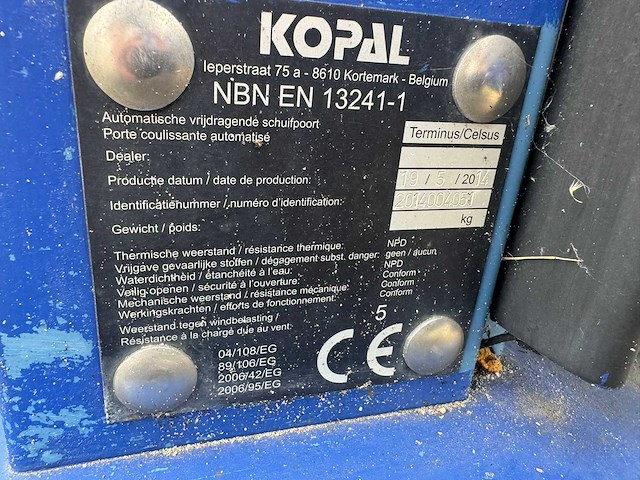 KOPAL
Ieperstraat 75 a - 8610 Kortemark - Belgium
NBN EN 13241-1
Automatische vrijdragende schuifpoort
Porte coulissante automatisé
Terminus/Celsus
Dealer:
Productie datum / date de production: 19 / 5 / 2014
Identificatienummer / numéro d'identification: 2014004051
Gewicht / poids: kg
Thermische weerstand / résistance thermique: NPD
Vrijgave gevaarlijke stoffen / dégagement subst. danger: geen / aucun
Waterdichtheid / étanchéité à l'eau: NPD
Veilig openen / sécurité à l'ouverture: Conform
Mechanische weerstand / résistance mécanique: Conform
Werkingskrachten / efforts de fonctionnement: Conform
Weerstand tegen windbelasting /
Résistance à la chargé due au vent: 5
04/108/EG
89/106/EG
2006/42/EG
2006/95/EG
CE